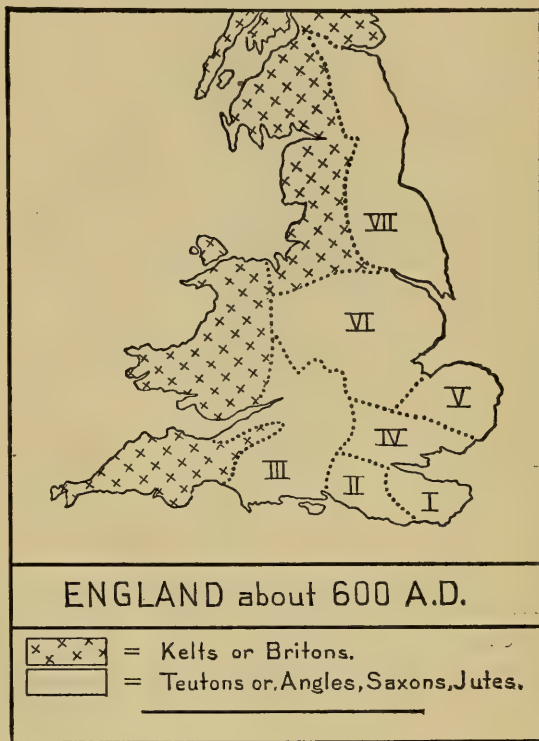 VII
VI
V
IV
III
II
I
ENGLAND about 600 A.D.
= Kelts or Britons.
= Teutons or, Angles, Saxons, Jutes.